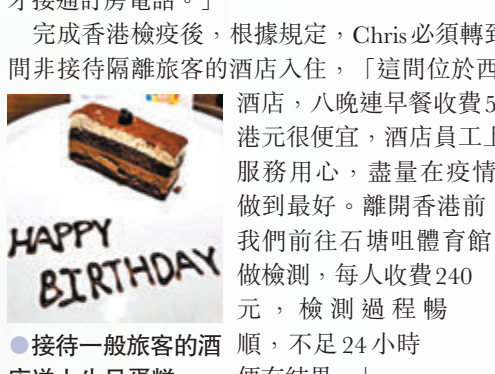 才接通訂房電話。」
完成香港檢疫後，根據規定，Chris必須轉到
間非接待隔離旅客的酒店入住，「這間位於西
酒店，八晚連早餐收費5
港元很便宜，酒店員工上
服務用心，盡量在疫情
做到最好。離開香港前
我們前往石塘咀體育館
做檢測，每人收費240
元，檢測過程暢
順，不足24小時
便有結果。」
HAPPY
BIRTHDAY
●接待一般旅客的酒
店送上生日蛋糕